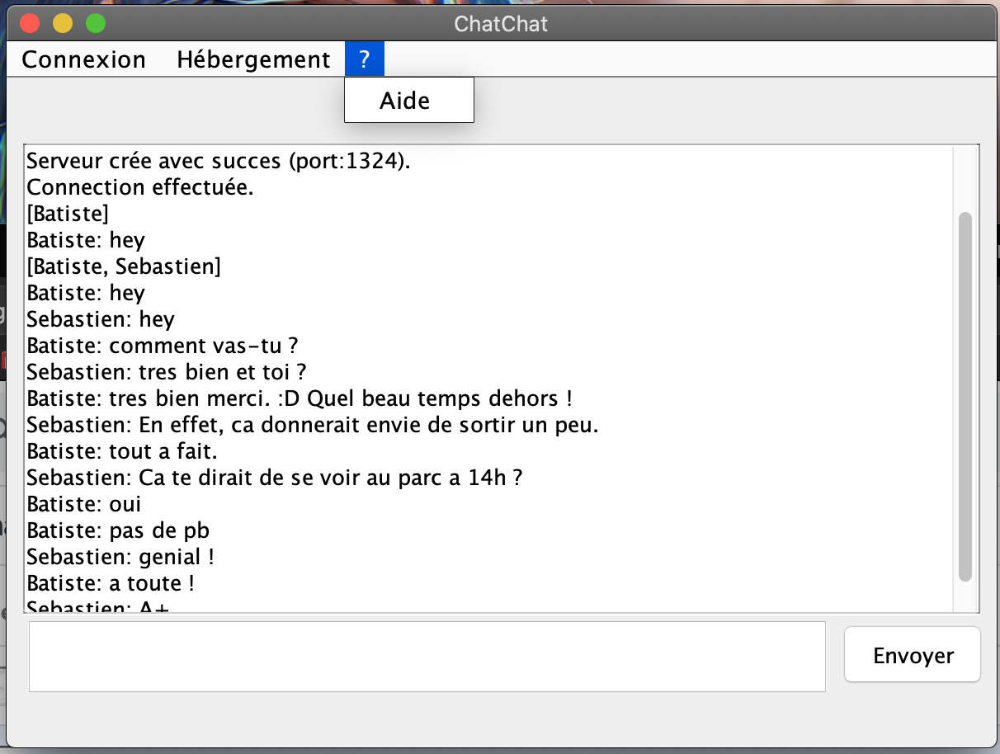 ChatChat
Connexion Hébergement ?
Aide
Serveur crée avec succes (port:1324).
Connection effectuée.
[Batiste]
Batiste: hey
[Batiste, Sebastien]
Batiste: hey
Sebastien: hey
Batiste: comment vas-tu ?
Sebastien: tres bien et toi ?
Batiste: tres bien merci. :D Quel beau temps dehors !
Sebastien: En effet, ca donnerait envie de sortir un peu.
Batiste: tout a fait.
Sebastien: Ca te dirait de se voir au parc a 14h ?
Batiste: oui
Batiste: pas de pb
Sebastien: genial !
Batiste: a toute !
Sebastien: A+
Envoyer